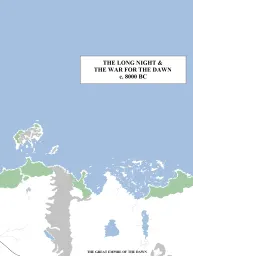 THE LONG NIGHT &
THE WAR FOR THE DAWN
c. 8000 BC
THE GREAT EMPIRE OF THE DAWN